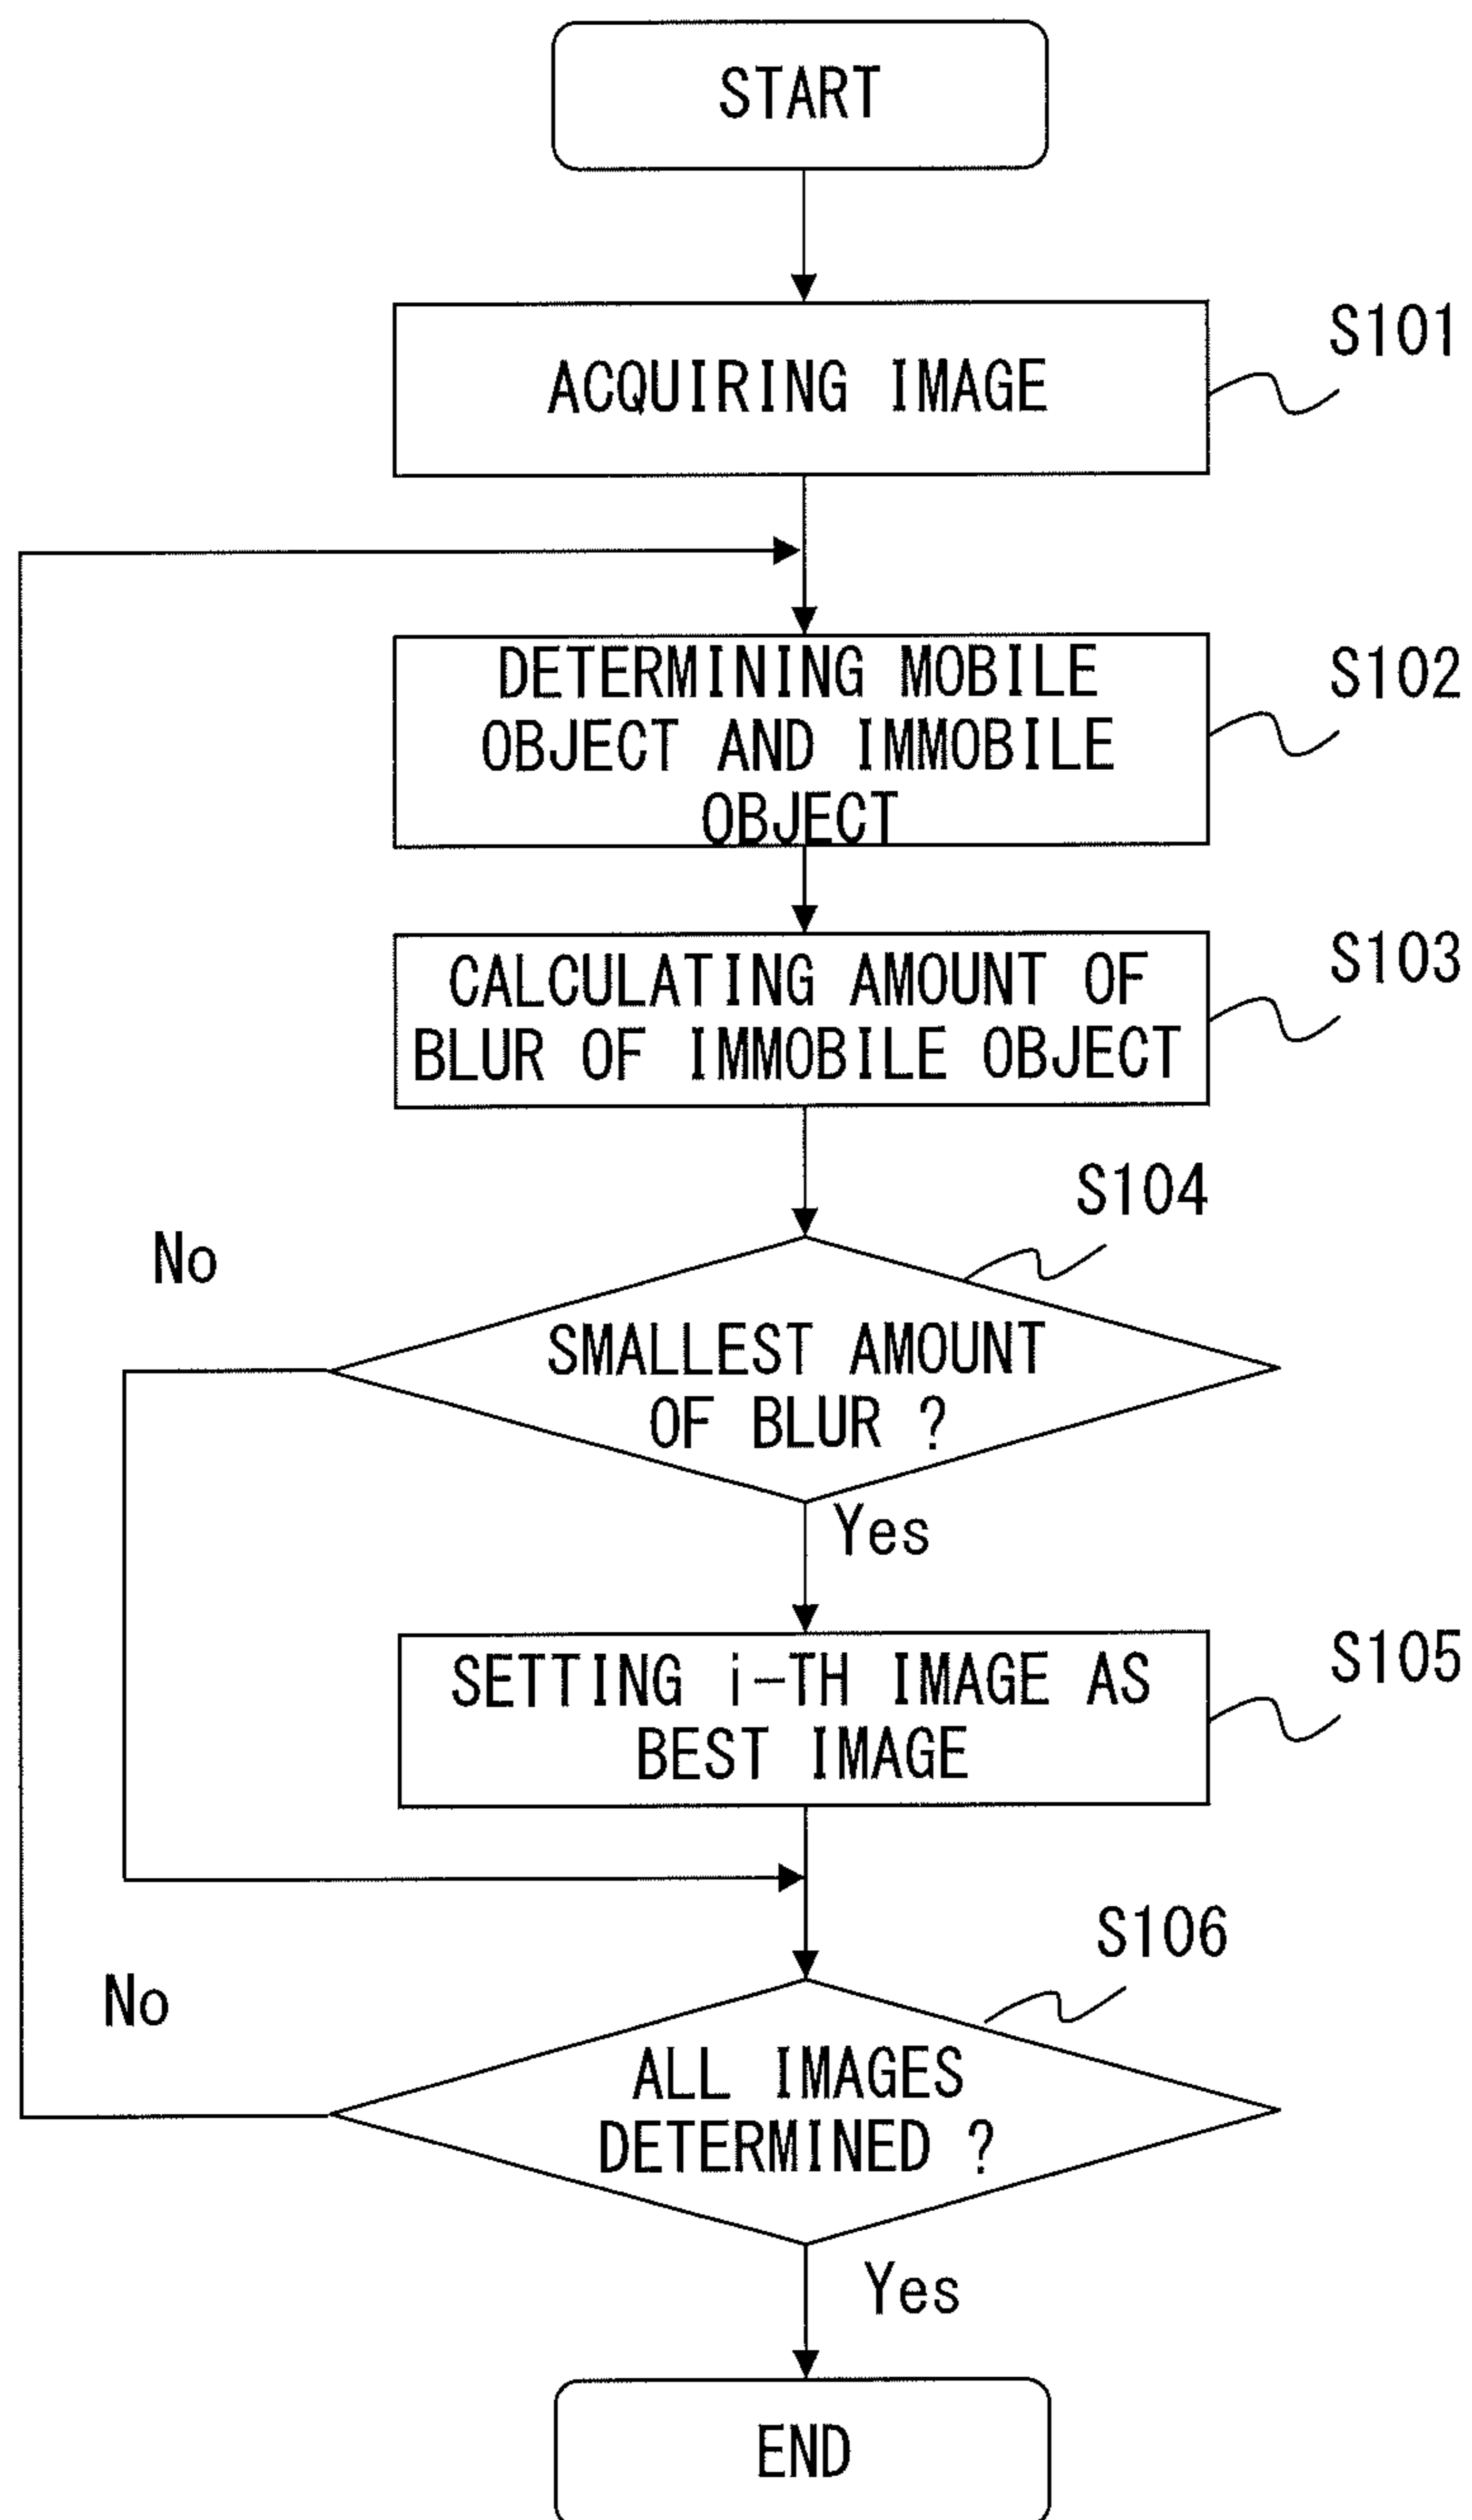 START
ACQUIRING IMAGE
S101
DETERMINING MOBILE
OBJECT AND IMMOBILE
OBJECT
S102
CALCULATING AMOUNT OF
BLUR OF IMMOBILE OBJECT
S103
S104
No
SMALLEST AMOUNT
OF BLUR ?
Yes
SETTING i-TH IMAGE AS
BEST IMAGE
S105
S106
No
ALL IMAGES
DETERMINED ?
Yes
END